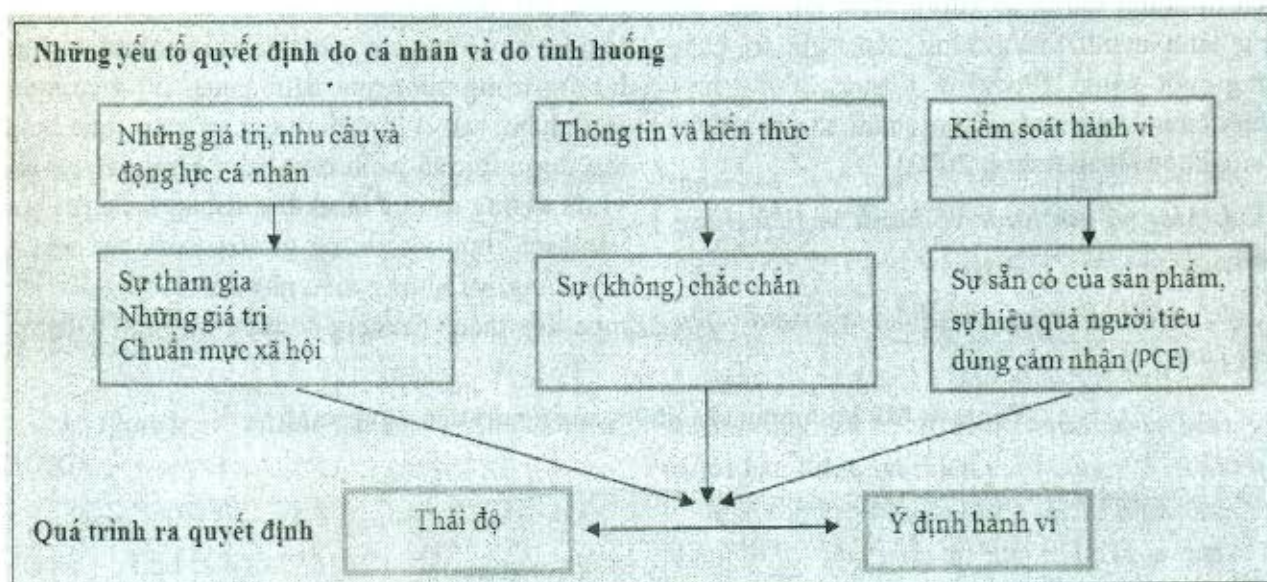 Những yếu tố quyết định do cá nhân và do tình huống
Những giá trị, nhu cầu và
động lực cá nhân
Thông tin và kiến thức
Kiểm soát hành vi
Sự tham gia
Những giá trị
Chuẩn mực xã hội
Sự (không) chắc chắn
Sự sẵn có của sản phẩm,
sự hiệu quả người tiêu
dùng cảm nhận (PCE)
Quá trình ra quyết định
Thái độ
Ý định hành vi